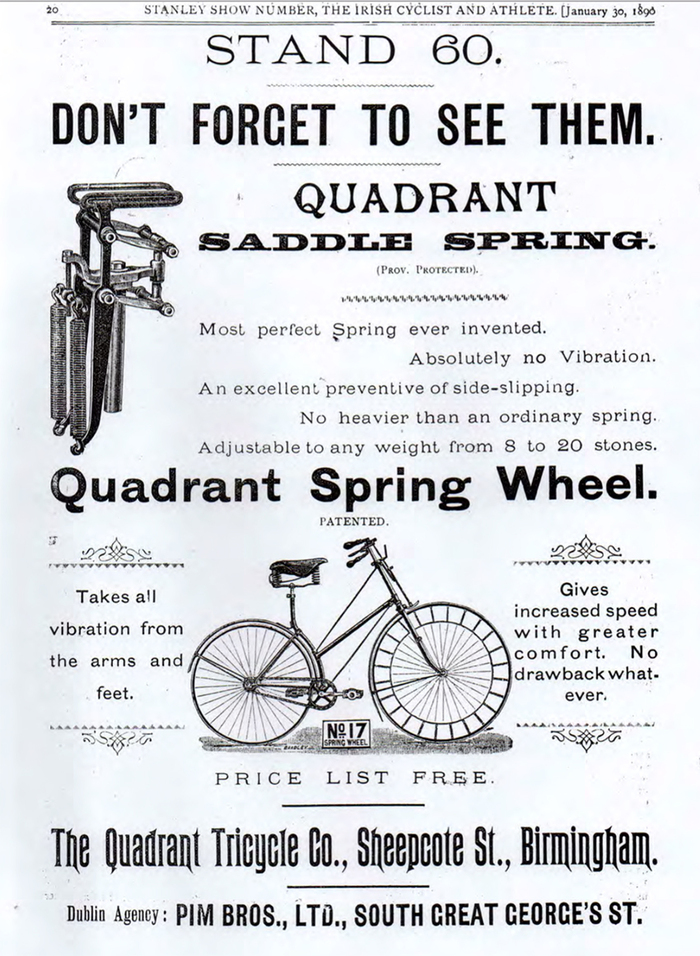 20 STANLEY SHOW NUMBER, THE IRISH CYCLIST AND ATHLETE. [January 30,
STAND 60.
DON'T FORGET TO SEE THEM.
QUADRANT
SADDLE SPRING.
(PROV. PROTECTED).
Most perfect Spring ever invented.
Absolutely no Vibration.
An excellent preventive of side-slipping.
No heavier than an ordinary spring.
Adjustable to any weight from 8 to 20 stones.
Quadrant Spring Wheel.
PATENTED.
Takes all
vibration from
the arms and
feet.
Gives
increased speed
with greater
comfort. No
drawback what-
ever.
No 17
SPRING WHEEL
PRICE LIST FREE.
The Quadrant Tricycle Co., Sheepcote St., Birmingham.
Dublin Agency: PIM BROS., LTD., SOUTH GREAT GEORGE'S ST.